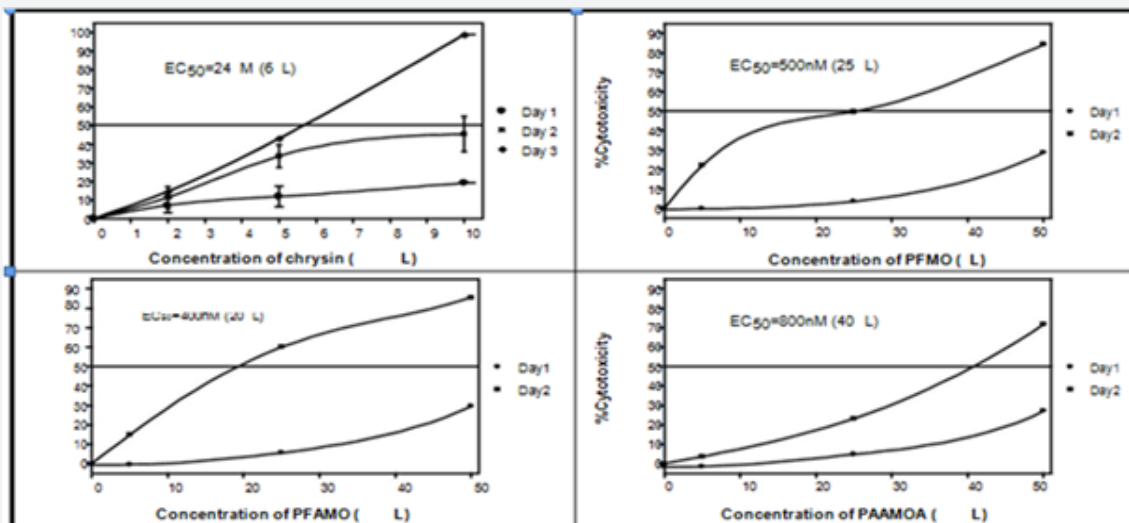 100
90
80
70
60
50
40
30
20
10
0
EC50=24 M (6 L)
0 1 2 3 4 5 6 7 8 9 10
Concentration of chrysin ( L)
Day 1
Day 2
Day 3
%Cytotoxicity
90
80
70
60
50
40
30
20
10
0
EC50=500nM (25 L)
0 10 20 30 40 50
Concentration of PFMO ( L)
Day1
Day2
90
80
70
60
50
40
30
20
10
0
=400nM (20 L)
0 10 20 30 40 50
Concentration of PFAMO ( L)
Day1
Day2
%Cytotoxicity
90
80
70
60
50
40
30
20
10
0
EC50=800nM (40 L)
0 10 20 30 40 50
Concentration of PAAMOA ( L)
Day1
Day2